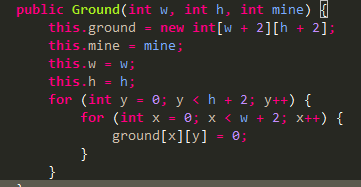 public Ground(int w, int h, int mine) {
this.ground = new int[w + 2][h + 2];
this.mine = mine;
this.w = w;
this.h = h;
for (int y = 0; y < h + 2; y++) {
for (int x = 0; x < w + 2; x++) {
ground[x][y] = 0;
}
}